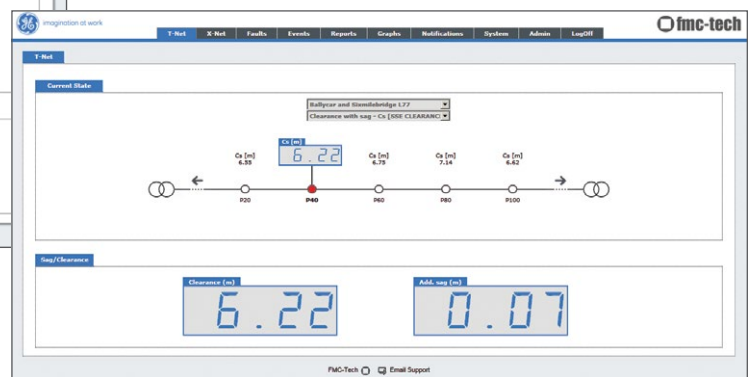 imagination at work
fmc-tech
T-Net X-Net Faults Events Reports Graphs Notifications System Admin LogOff
T-Net
Current State
Ballycar and Sixmilebridge L77
Clearance with sag - Cs [SSE CLEARANC
Cs [m]
6.22
Cs [m] Cs [m] Cs [m] Cs [m]
6.55 6.75 7.14 6.62
P20 P40 P60 P80 P100
Sag/Clearance
Clearance (m) Add. sag (m)
6.22 0.07
FMC-Tech Email Support